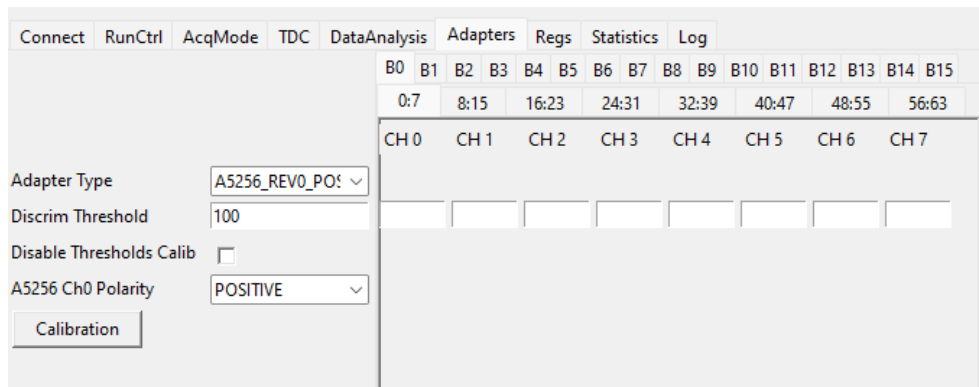 Connect RunCtrl AcqMode TDC DataAnalysis Adapters Regs Statistics Log
B0 B1 B2 B3 B4 B5 B6 B7 B8 B9 B10 B11 B12 B13 B14 B15
0:7 8:15 16:23 24:31 32:39 40:47 48:55 56:63
CH 0 CH 1 CH 2 CH 3 CH 4 CH 5 CH 6 CH 7
Adapter Type A5256_REV0_POS
Discrim Threshold 100
Disable Thresholds Calib
A5256 Ch0 Polarity POSITIVE
Calibration